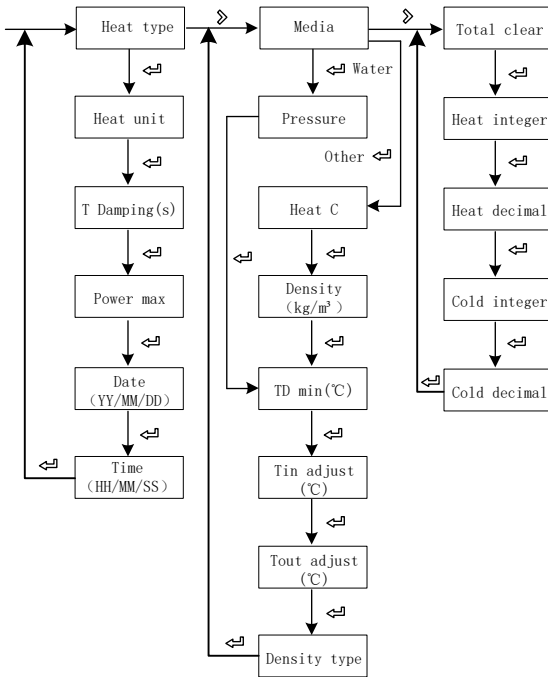 Heat type
Heat unit
T Damping(s)
Power max
Date
(YY/MM/DD)
Time
(HH/MM/SS)
Media
Water
Pressure
Other
Heat C
Density
(kg/m³)
TD min(℃)
Tin adjust
(℃)
Tout adjust
(℃)
Density type
Total clear
Heat integer
Heat decimal
Cold integer
Cold decimal